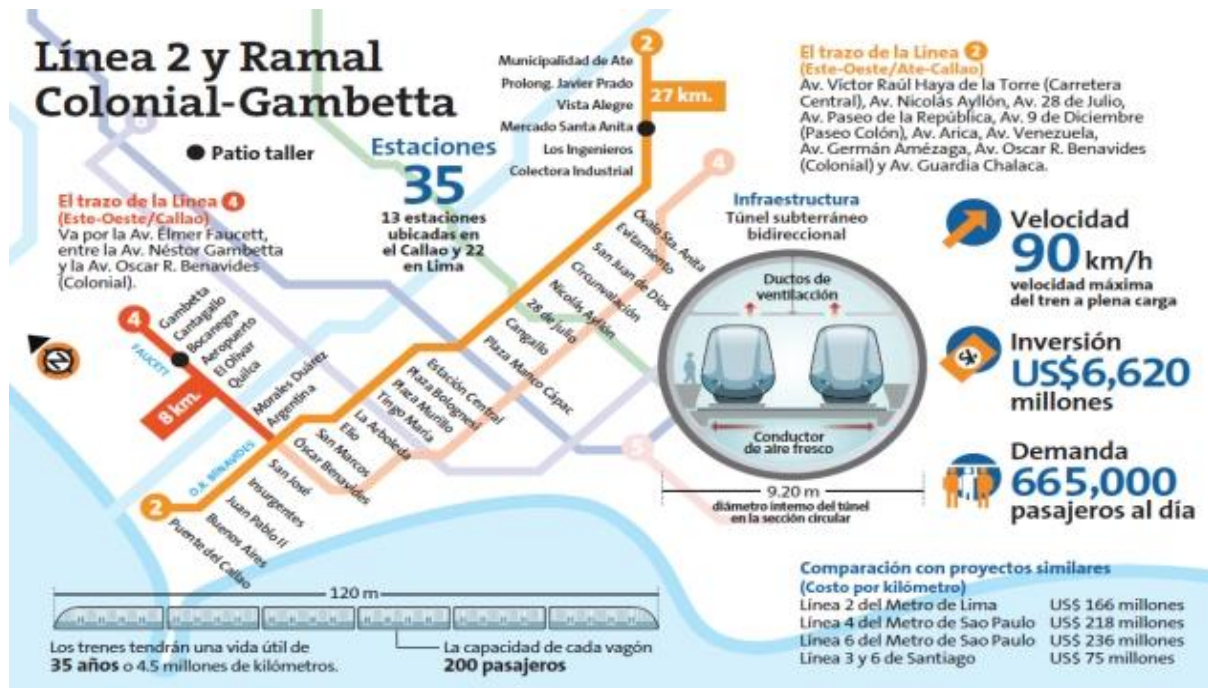 Línea 2 y Ramal
Colonial-Gambetta
Patio taller
Estaciones
35
13 estaciones
ubicadas en
el Callao y 22
en Lima
El trazo de la Línea 4
(Este-Oeste/Callao)
Va por la Av. Elmer Faucett,
entre la Av. Néstor Gambetta
y la Av. Oscar R. Benavides
(Colonial).
2
27 km.
Municipalidad de Ate
Prolong. Javier Prado
Vista Alegre
Mercado Santa Anita
Los Ingenieros
Colectora Industrial
Óvalo Sta. Anita
Evitamiento
San Juan de Dios
Circunvalación
Nicolás Ayllón
28 de Julio
Cangallo
Plaza Manco Cápac
Estación Central
Plaza Bolognesi
Plaza Murillo
Tingo María
La Arboleda
Elio
San Marcos
Óscar Benavides
San José
Insurgentes
Juan Pablo II
Buenos Aires
Puente del Callao
2
4
Gambetta
Cantagallo
Bocanegra
Aeropuerto
El Olivar
Quilca
Morales Duárez
Argentina
FAUCETT
8 km.
O.R. BENAVIDES
6
4
5
N
El trazo de la Línea 2
(Este-Oeste/Ate-Callao)
Av. Víctor Raúl Haya de la Torre (Carretera
Central), Av. Nicolás Ayllón, Av. 28 de Julio,
Av. Paseo de la República, Av. 9 de Diciembre
(Paseo Colón), Av. Arica, Av. Venezuela,
Av. Germán Amézaga, Av. Oscar R. Benavides
(Colonial) y Av. Guardia Chalaca.
Infraestructura
Túnel subterráneo
bidireccional
Ductos de
ventilacción
Conductor
de aire fresco
9.20 m
diámetro interno del túnel
en la sección circular
Velocidad
90 km/h
velocidad máxima
del tren a plena carga
Inversión
US$6,620
millones
Demanda
665,000
pasajeros al día
120 m
Los trenes tendrán una vida útil de
35 años o 4.5 millones de kilómetros.
La capacidad de cada vagón
200 pasajeros
Comparación con proyectos similares
(Costo por kilómetro)
Línea 2 del Metro de Lima US$ 166 millones
Línea 4 del Metro de Sao Paulo US$ 218 millones
Línea 6 del Metro de Sao Paulo US$ 236 millones
Línea 3 y 6 de Santiago US$ 75 millones